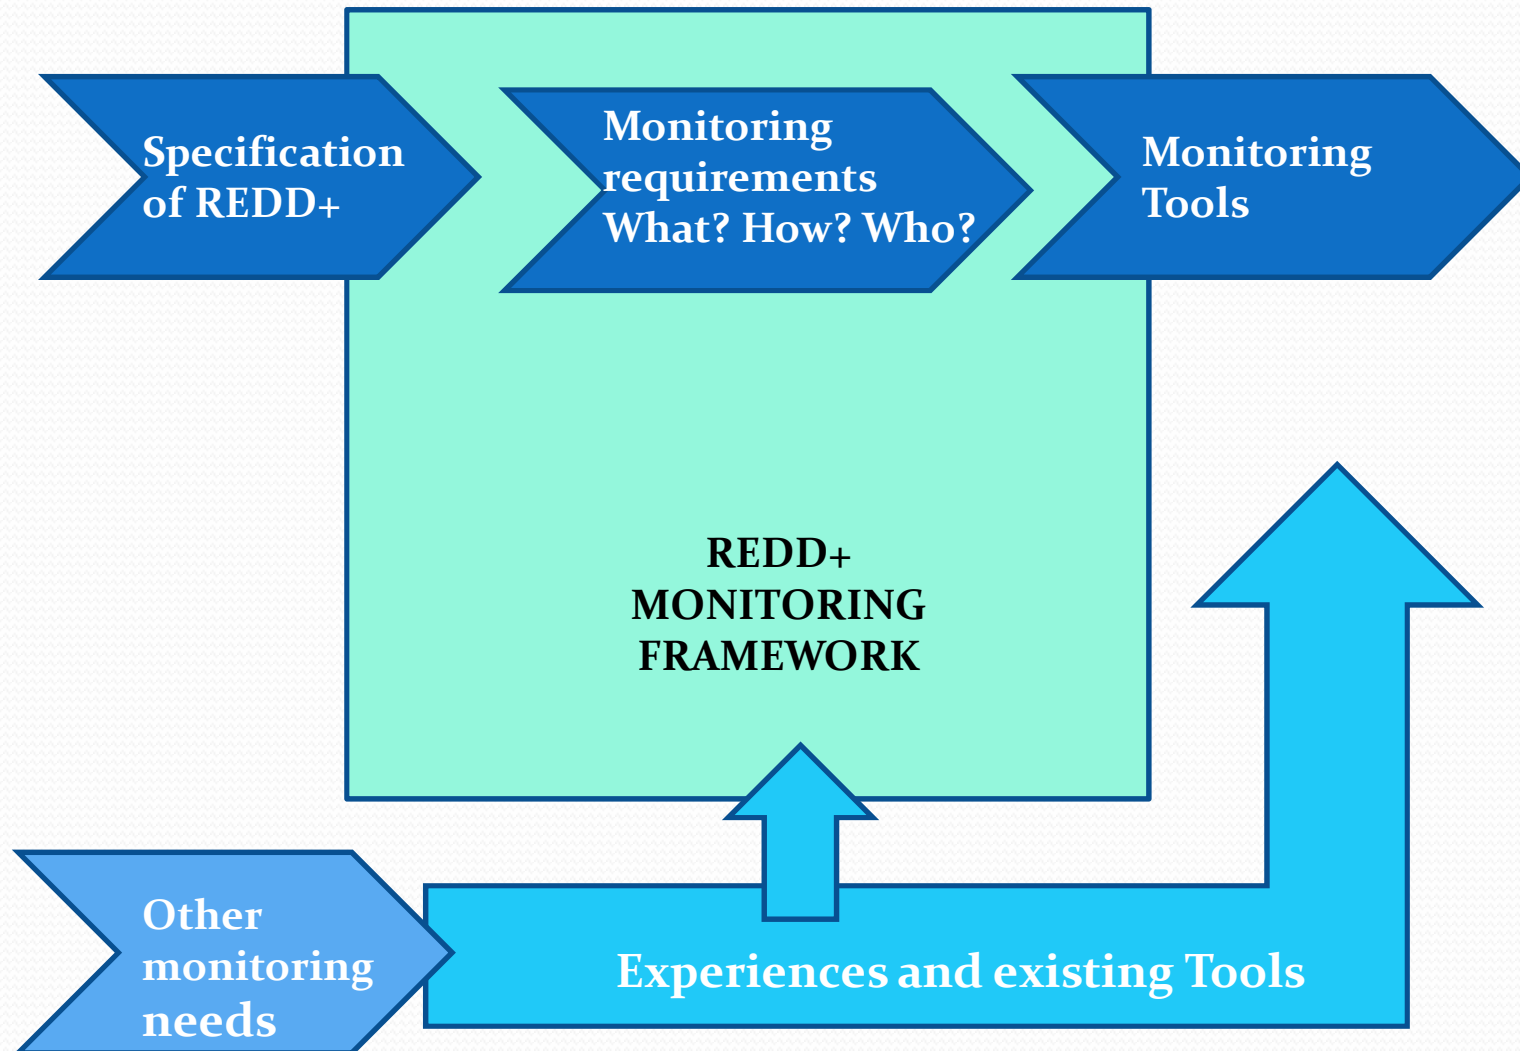 Specification
of REDD+
Monitoring
requirements
What? How? Who?
Monitoring
Tools
REDD+
MONITORING
FRAMEWORK
Other
monitoring
needs
Experiences and existing Tools